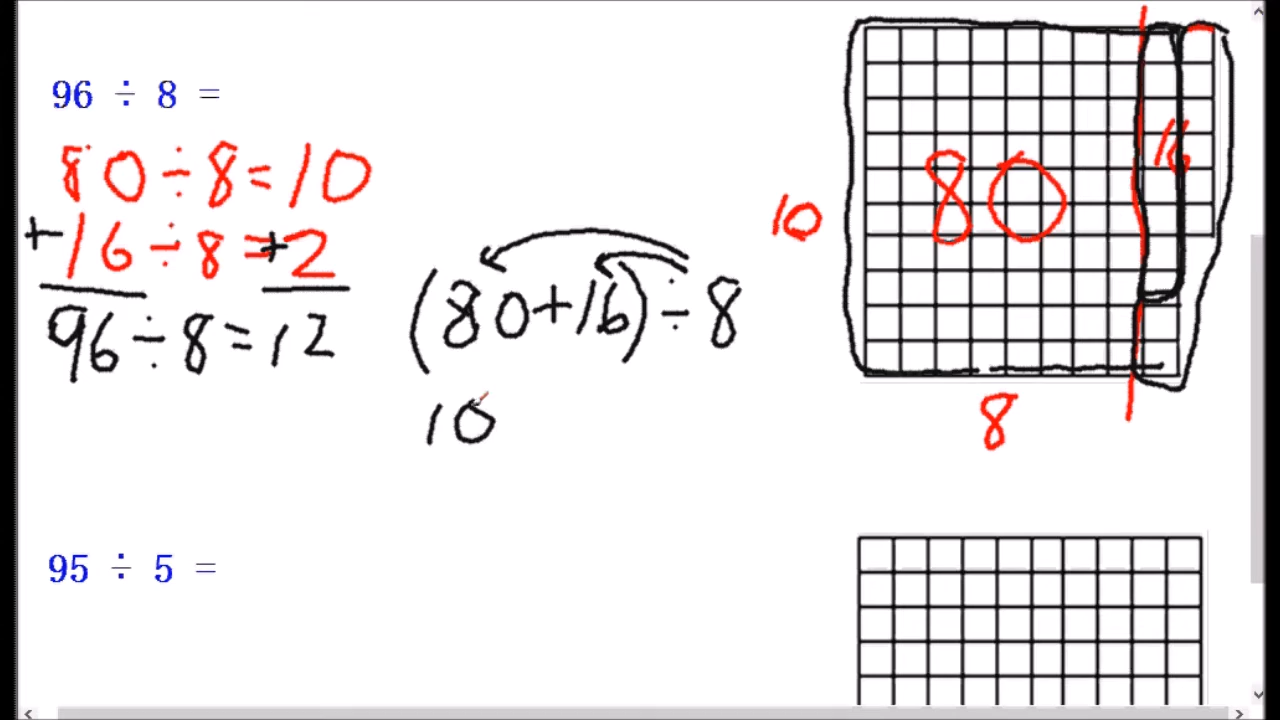 96 ÷ 8 =
80 ÷ 8 = 10
+ 16 ÷ 8 = + 2
96 ÷ 8 = 12
(80 + 16) ÷ 8
10
80
16
10
8
95 ÷ 5 =